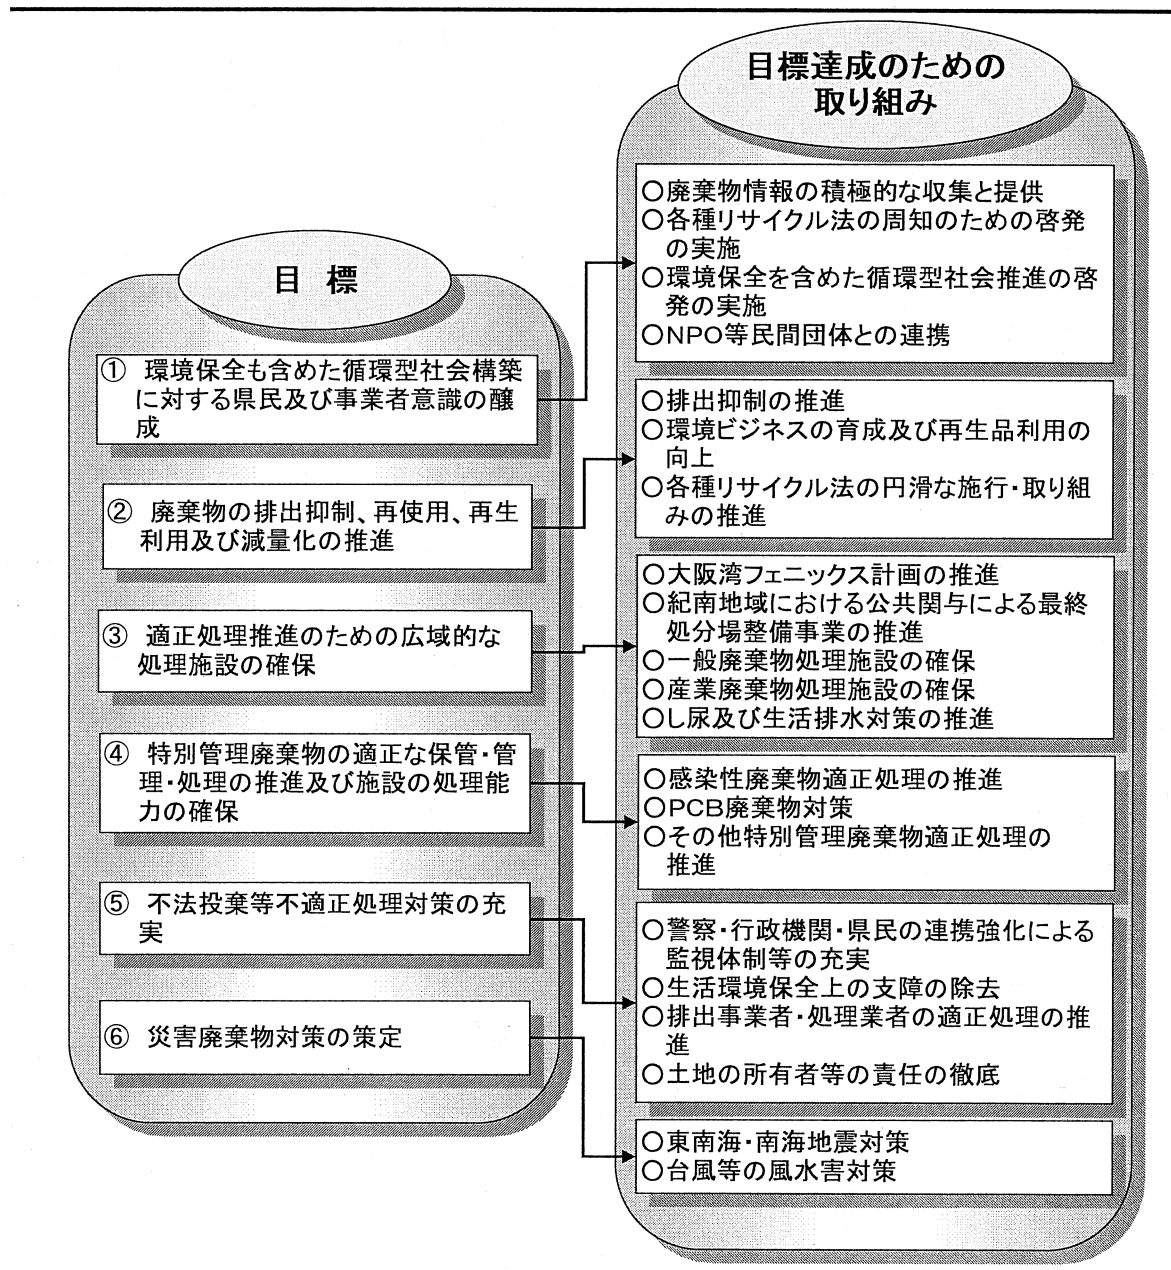 目 標
① 環境保全も含めた循環型社会構築
に対する県民及び事業者意識の醸
成
② 廃棄物の排出抑制、再使用、再生
利用及び減量化の推進
③ 適正処理推進のための広域的な
処理施設の確保
④ 特別管理廃棄物の適正な保管・管
理・処理の推進及び施設の処理能
力の確保
⑤ 不法投棄等不適正処理対策の充
実
⑥ 災害廃棄物対策の策定
目標達成のための
取り組み
○廃棄物情報の積極的な収集と提供
○各種リサイクル法の周知のための啓発
の実施
○環境保全を含めた循環型社会推進の啓
発の実施
○NPO等民間団体との連携
○排出抑制の推進
○環境ビジネスの育成及び再生品利用の
向上
○各種リサイクル法の円滑な施行・取り組
みの推進
○大阪湾フェニックス計画の推進
○紀南地域における公共関与による最終
処分場整備事業の推進
○一般廃棄物処理施設の確保
○産業廃棄物処理施設の確保
○し尿及び生活排水対策の推進
○感染性廃棄物適正処理の推進
○PCB廃棄物対策
○その他特別管理廃棄物適正処理の
推進
○警察・行政機関・県民の連携強化による
監視体制等の充実
○生活環境保全上の支障の除去
○排出事業者・処理業者の適正処理の推
進
○土地の所有者等の責任の徹底
○東南海・南海地震対策
○台風等の風水害対策